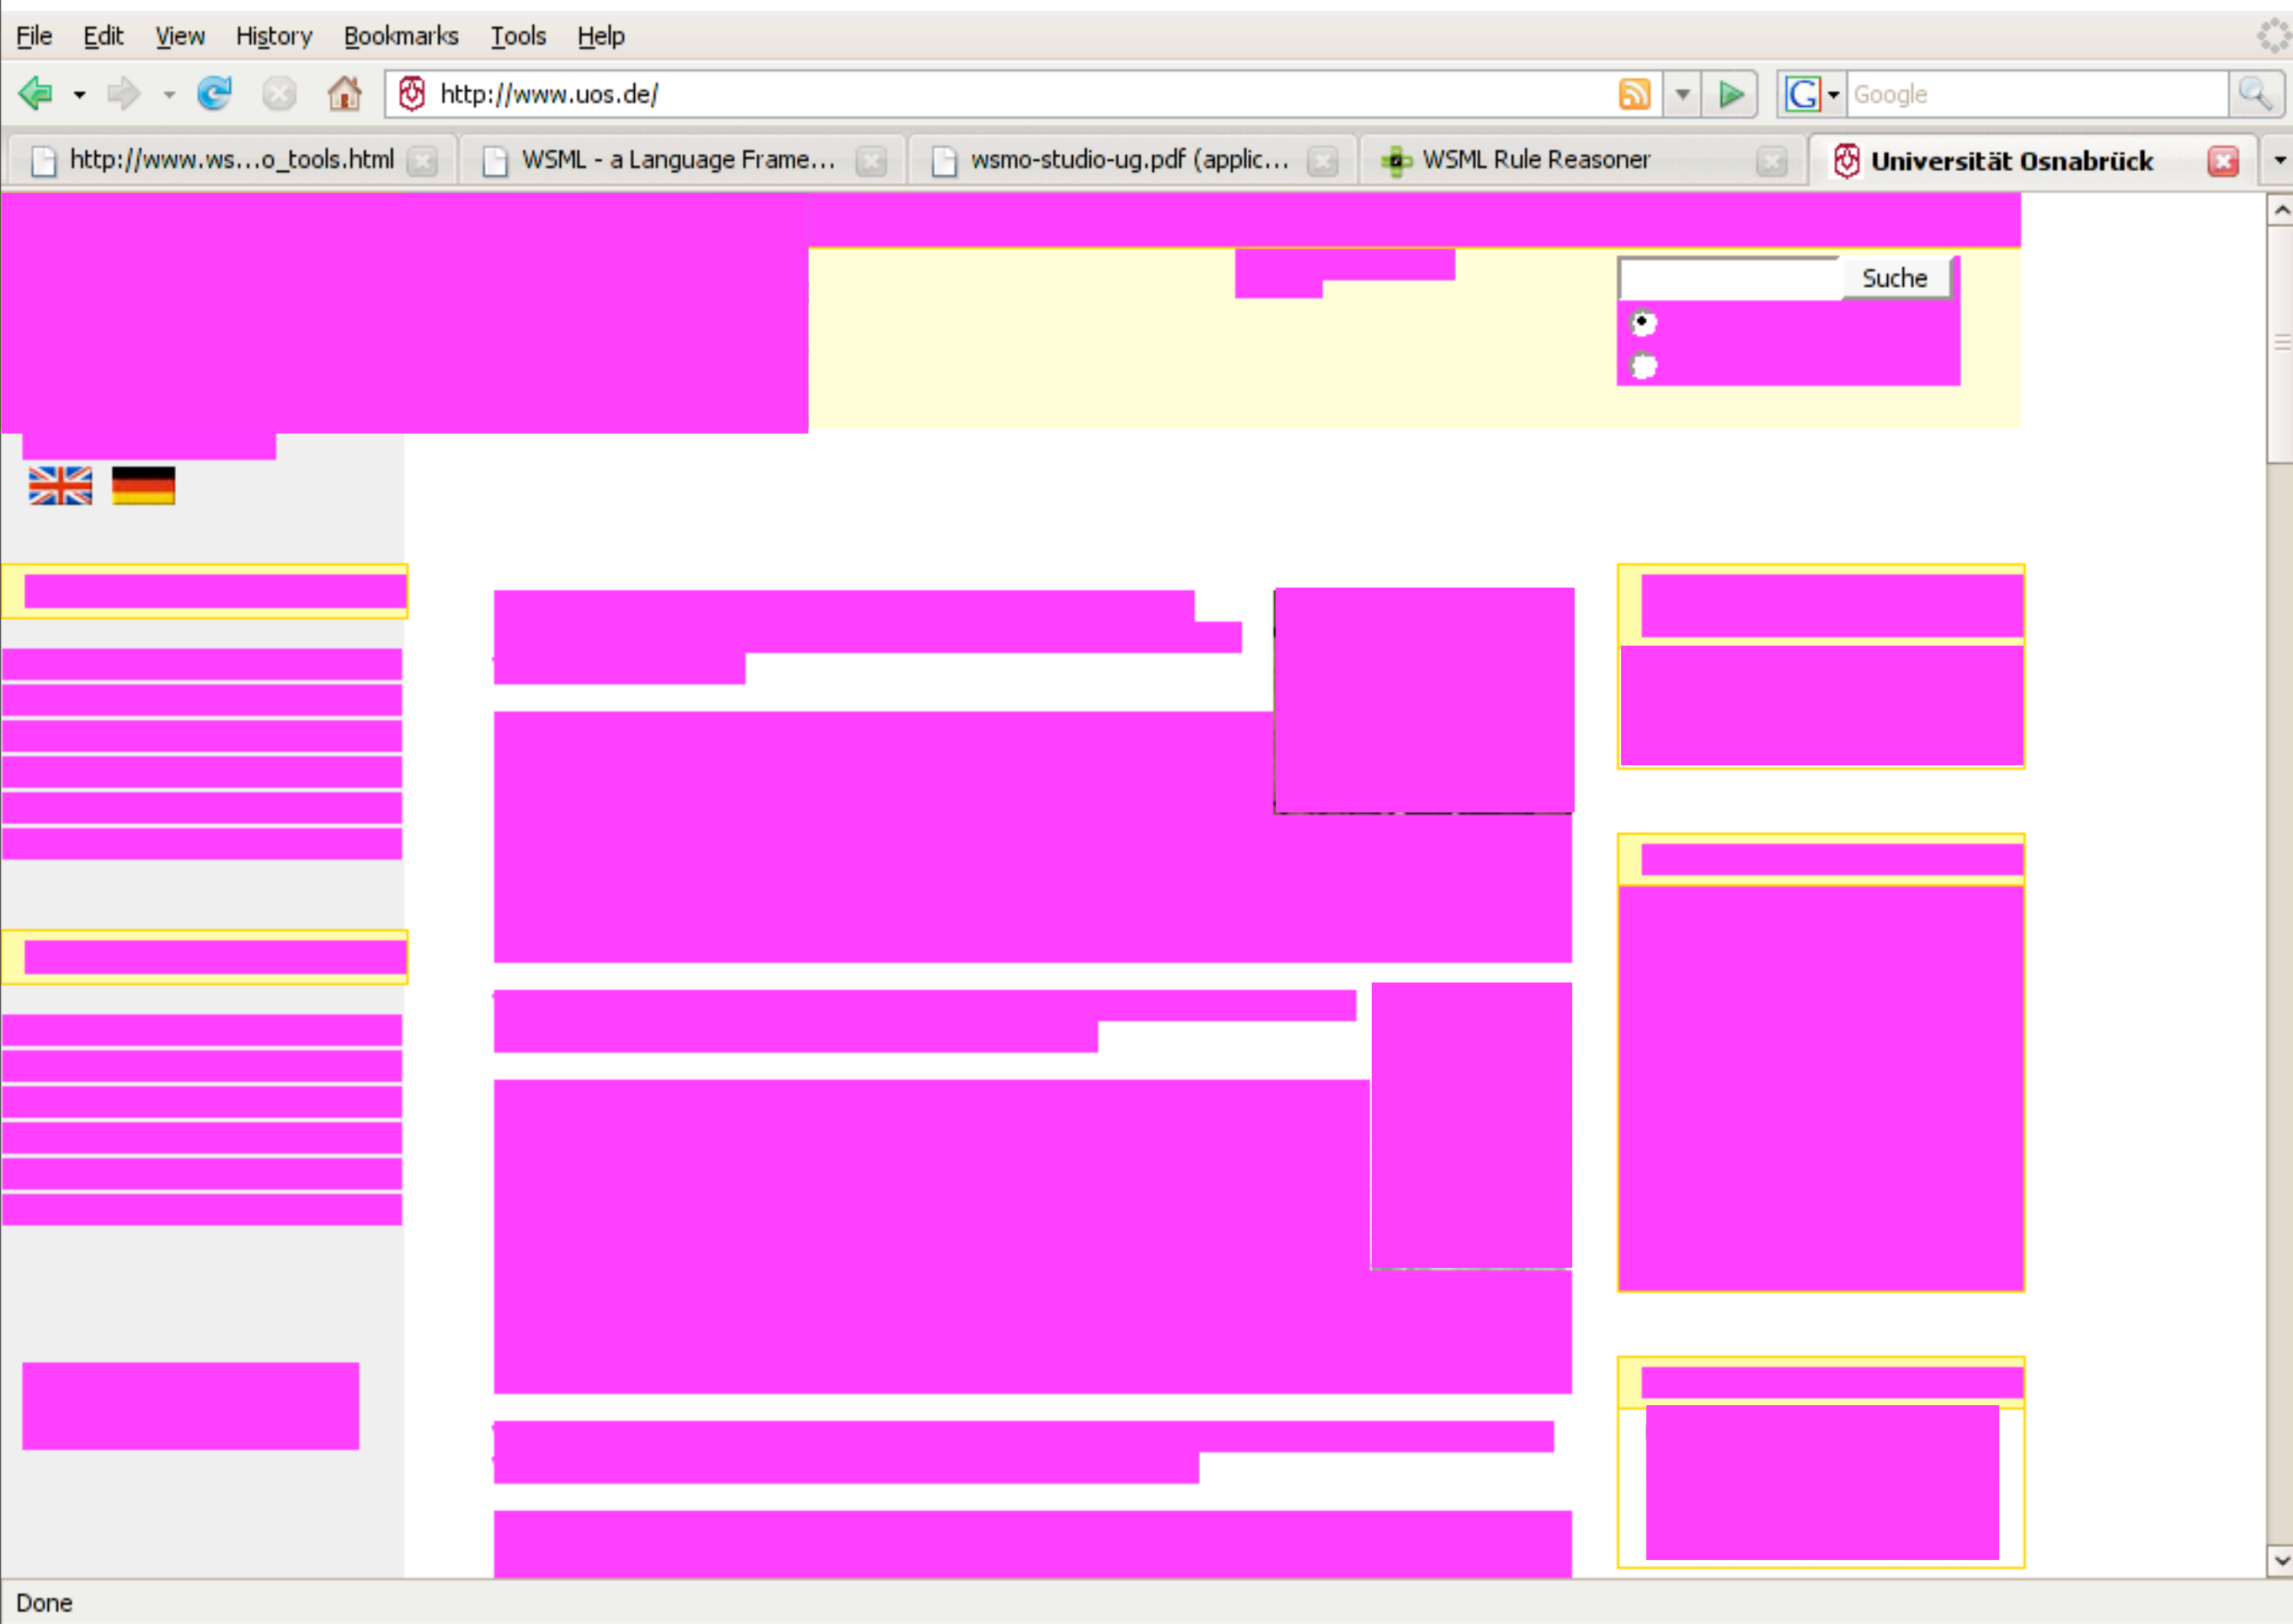 File Edit View History Bookmarks Tools Help
http://www.uos.de/
Google
http://www.ws...o_tools.html
WSML - a Language Frame...
wsmo-studio-ug.pdf (applic...
WSML Rule Reasoner
Universität Osnabrück
Suche
Done